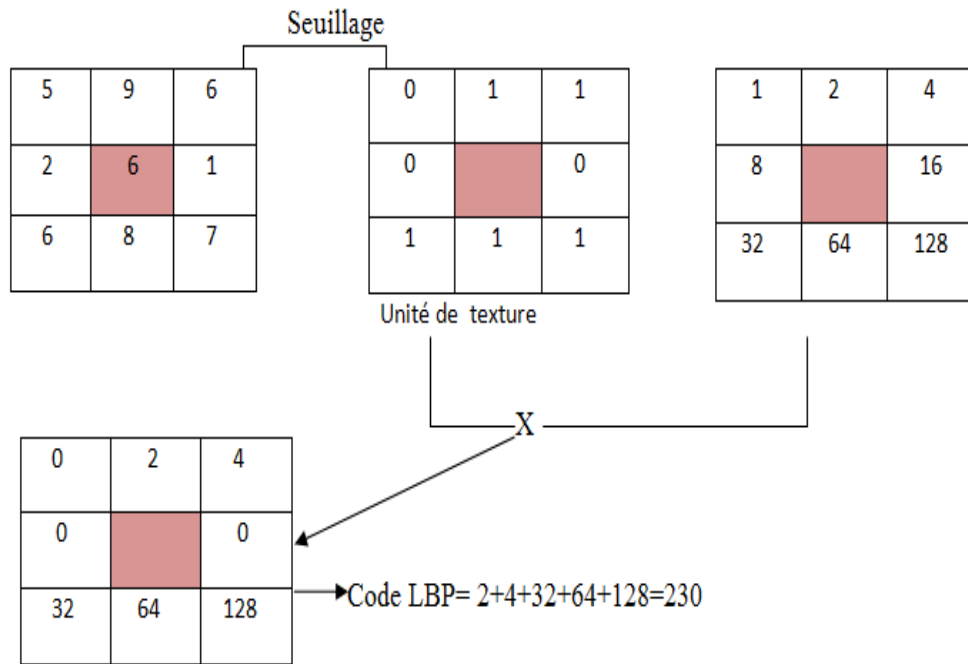 Seuillage
5 9 6
2 6 1
6 8 7
0 1 1
0 0
1 1 1
Unité de texture
1 2 4
8 16
32 64 128
X
0 2 4
0 0
32 64 128
Code LBP= 2+4+32+64+128=230